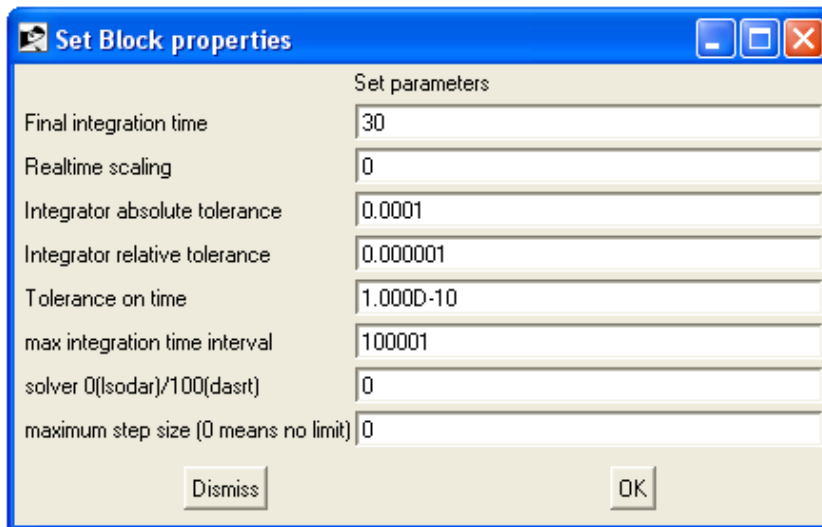 Set Block properties
Set parameters
Final integration time 30
Realtime scaling 0
Integrator absolute tolerance 0.0001
Integrator relative tolerance 0.000001
Tolerance on time 1.000D-10
max integration time interval 100001
solver 0(lsodar)/100(dasrt) 0
maximum step size (0 means no limit) 0
Dismiss OK